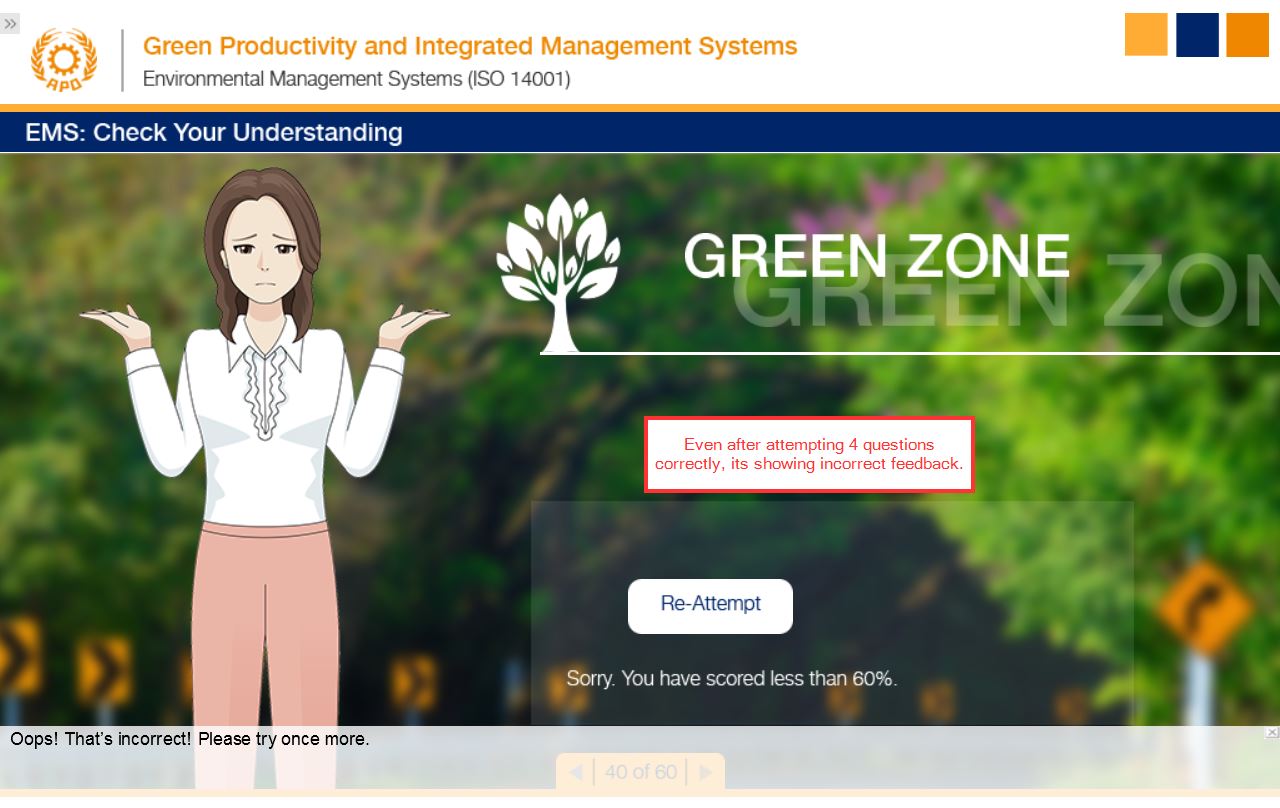 »
APO
Green Productivity and Integrated Management Systems
Environmental Management Systems (ISO 14001)
EMS: Check Your Understanding
GREEN ZONE
GREEN ZON
Even after attempting 4 questions
correctly, its showing incorrect feedback.
Re-Attempt
Sorry. You have scored less than 60%.
Oops! That's incorrect! Please try once more.
40 of 60